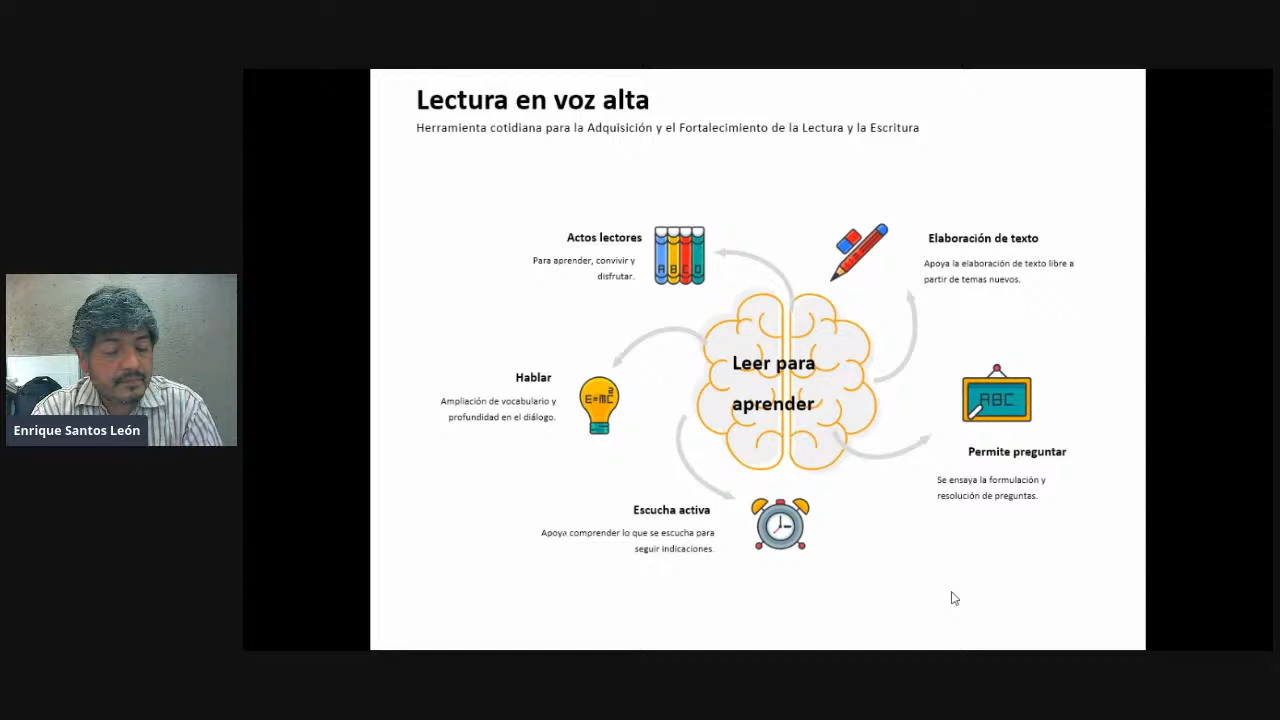 Lectura en voz alta
Herramienta cotidiana para la Adquisición y el Fortalecimiento de la Lectura y la Escritura
Actos lectores
Para aprender, convivir y
disfrutar.
A B C D
Elaboración de texto
Apoya la elaboración de texto libre a
partir de temas nuevos.
Leer para
aprender
Hablar
Ampliación de vocabulario y
profundidad en el diálogo.
E=MC²
ABC
Permite preguntar
Se ensaya la formulación y
resolución de preguntas.
Escucha activa
Apoya comprender lo que se escucha para
seguir indicaciones.
Enrique Santos León